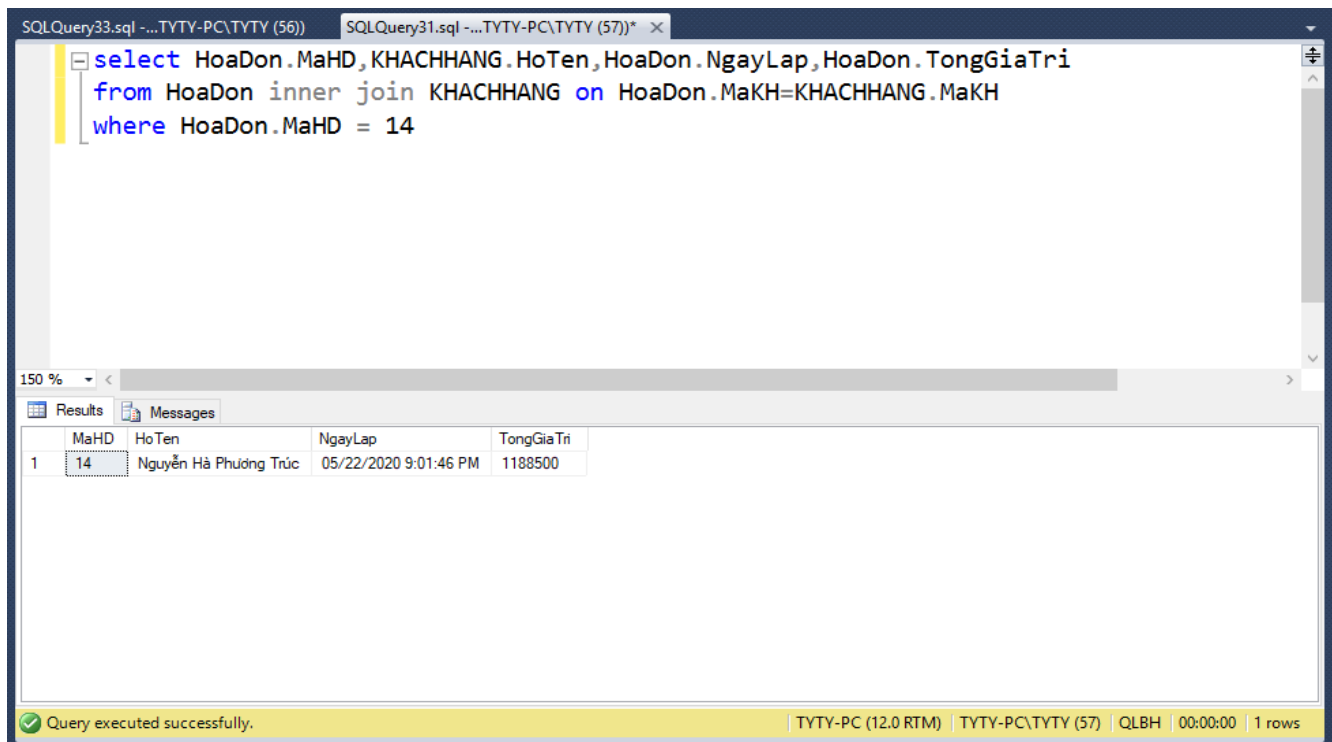 SQLQuery33.sql -...TYTY-PC\TYTY (56)) SQLQuery31.sql -...TYTY-PC\TYTY (57))* ×
select HoaDon.MaHD,KHACHHANG.HoTen,HoaDon.NgayLap,HoaDon.TongGiaTri
from HoaDon inner join KHACHHANG on HoaDon.MaKH=KHACHHANG.MaKH
where HoaDon.MaHD = 14
150 %
Results Messages
MaHD HoTen NgayLap TongGiaTri
1 14 Nguyễn Hà Phương Trúc 05/22/2020 9:01:46 PM 1188500
Query executed successfully. TYTY-PC (12.0 RTM) TYTY-PC\TYTY (57) QLBH 00:00:00 1 rows